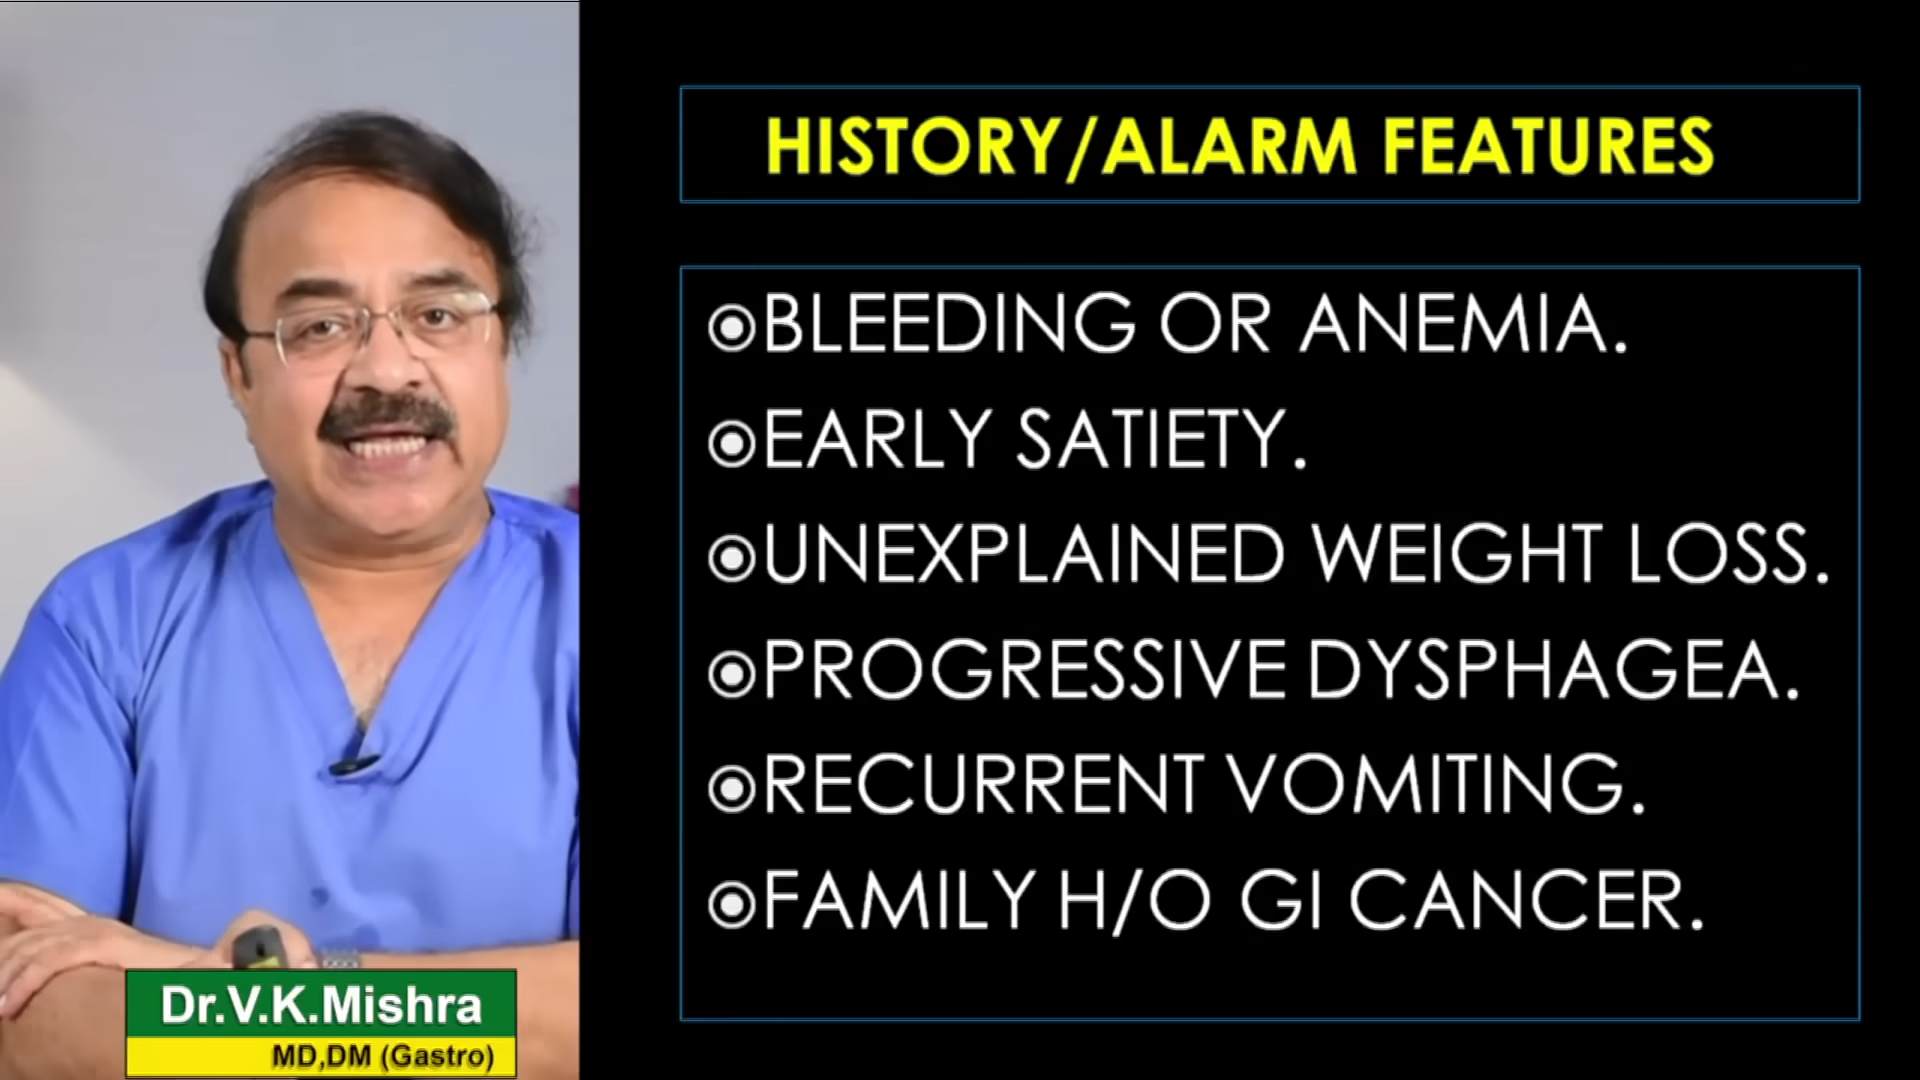 HISTORY/ALARM FEATURES
BLEEDING OR ANEMIA.
EARLY SATIETY.
UNEXPLAINED WEIGHT LOSS.
PROGRESSIVE DYSPHAGEA.
RECURRENT VOMITING.
FAMILY H/O GI CANCER.
Dr.V.K.Mishra
MD,DM (Gastro)